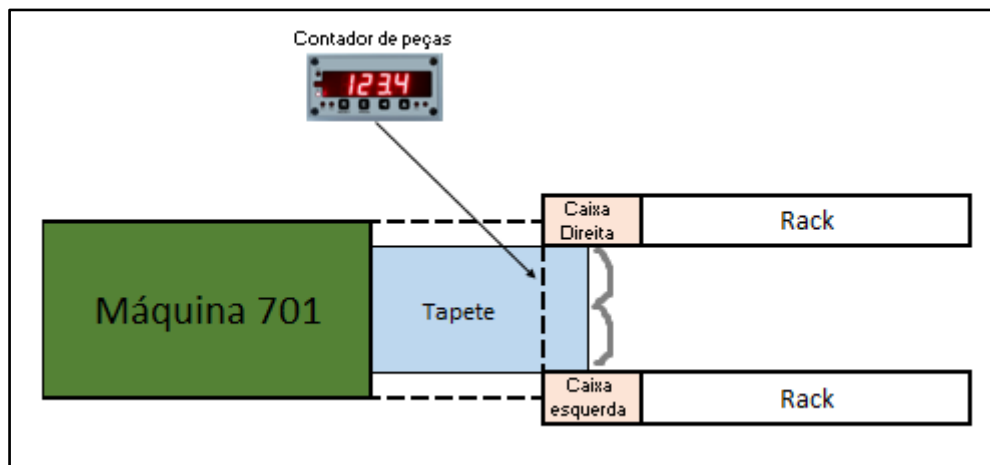 Contador de peças
123.4
Caixa
Direita
Rack
Máquina 701
Tapete
Caixa
esquerda
Rack